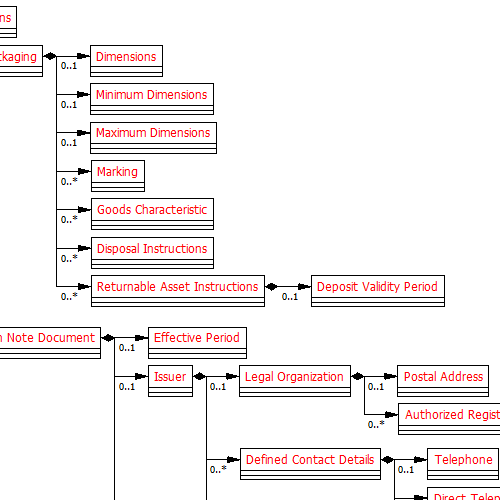 ns
ckaging
0..1
Dimensions
0..1
Minimum Dimensions
0..1
Maximum Dimensions
0..*
Marking
0..*
Goods Characteristic
0..*
Disposal Instructions
0..*
Returnable Asset Instructions
0..1
Deposit Validity Period
n Note Document
0..1
Effective Period
0..1
Issuer
0..1
Legal Organization
0..1
Postal Address
0..*
Authorized Regist
0..*
Defined Contact Details
0..1
Telephone
Direct Telep